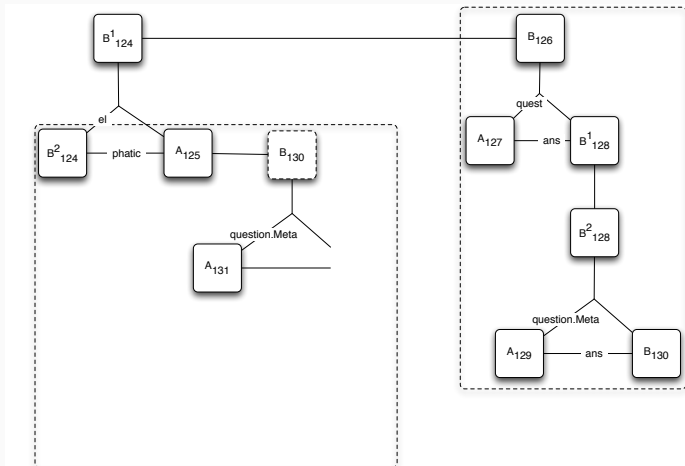 B¹₁₂₄
B₁₂₆
quest
el
A₁₂₇
ans
B¹₁₂₈
B²₁₂₄
phatic
A₁₂₅
B₁₃₀
B²₁₂₈
question.Meta
A₁₃₁
question.Meta
A₁₂₉
ans
B₁₃₀